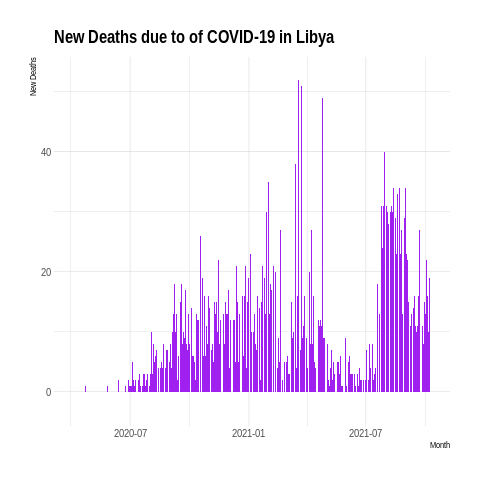 New Deaths due to of COVID-19 in Libya
New Deaths
40
20
0
2020-07
2021-01
2021-07
Month